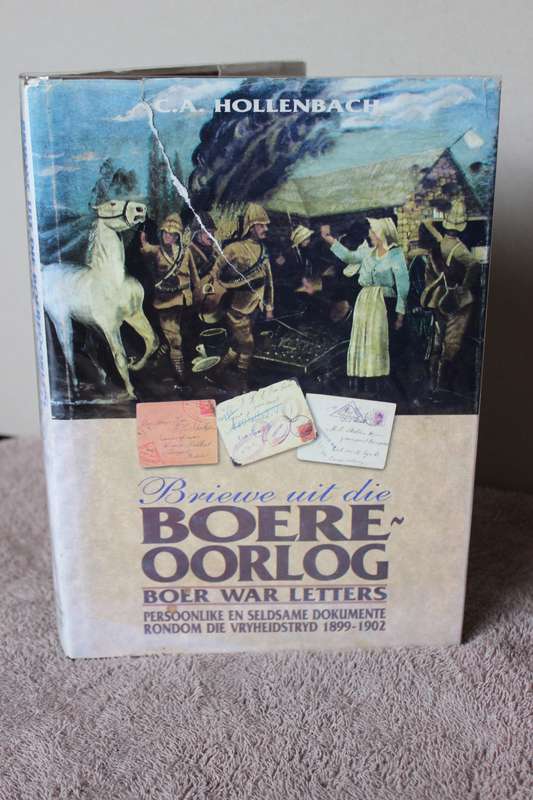 C.A. HOLLENBACH
Briewe uit die
BOERE~
OORLOG
BOER WAR LETTERS
PERSOONLIKE EN SELDSAME DOKUMENTE
RONDOM DIE VRYHEIDSTRYD 1899-1902